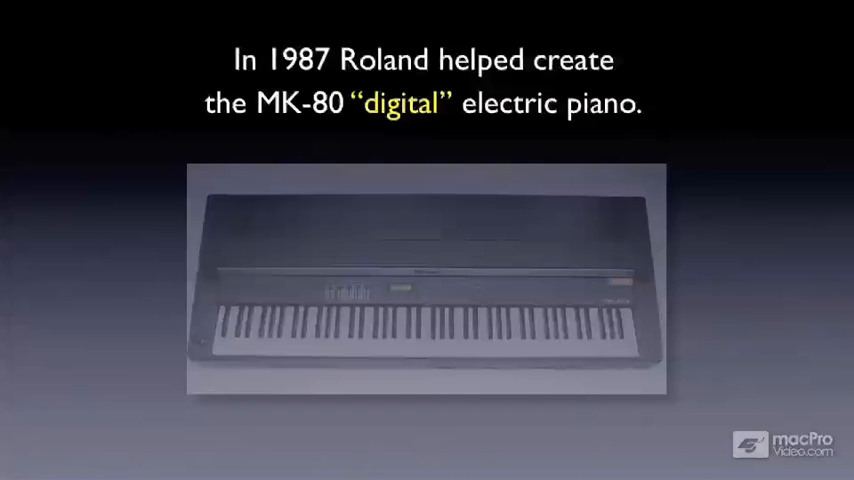 In 1987 Roland helped create
the MK-80 “digital” electric piano.
macPro
Video.com